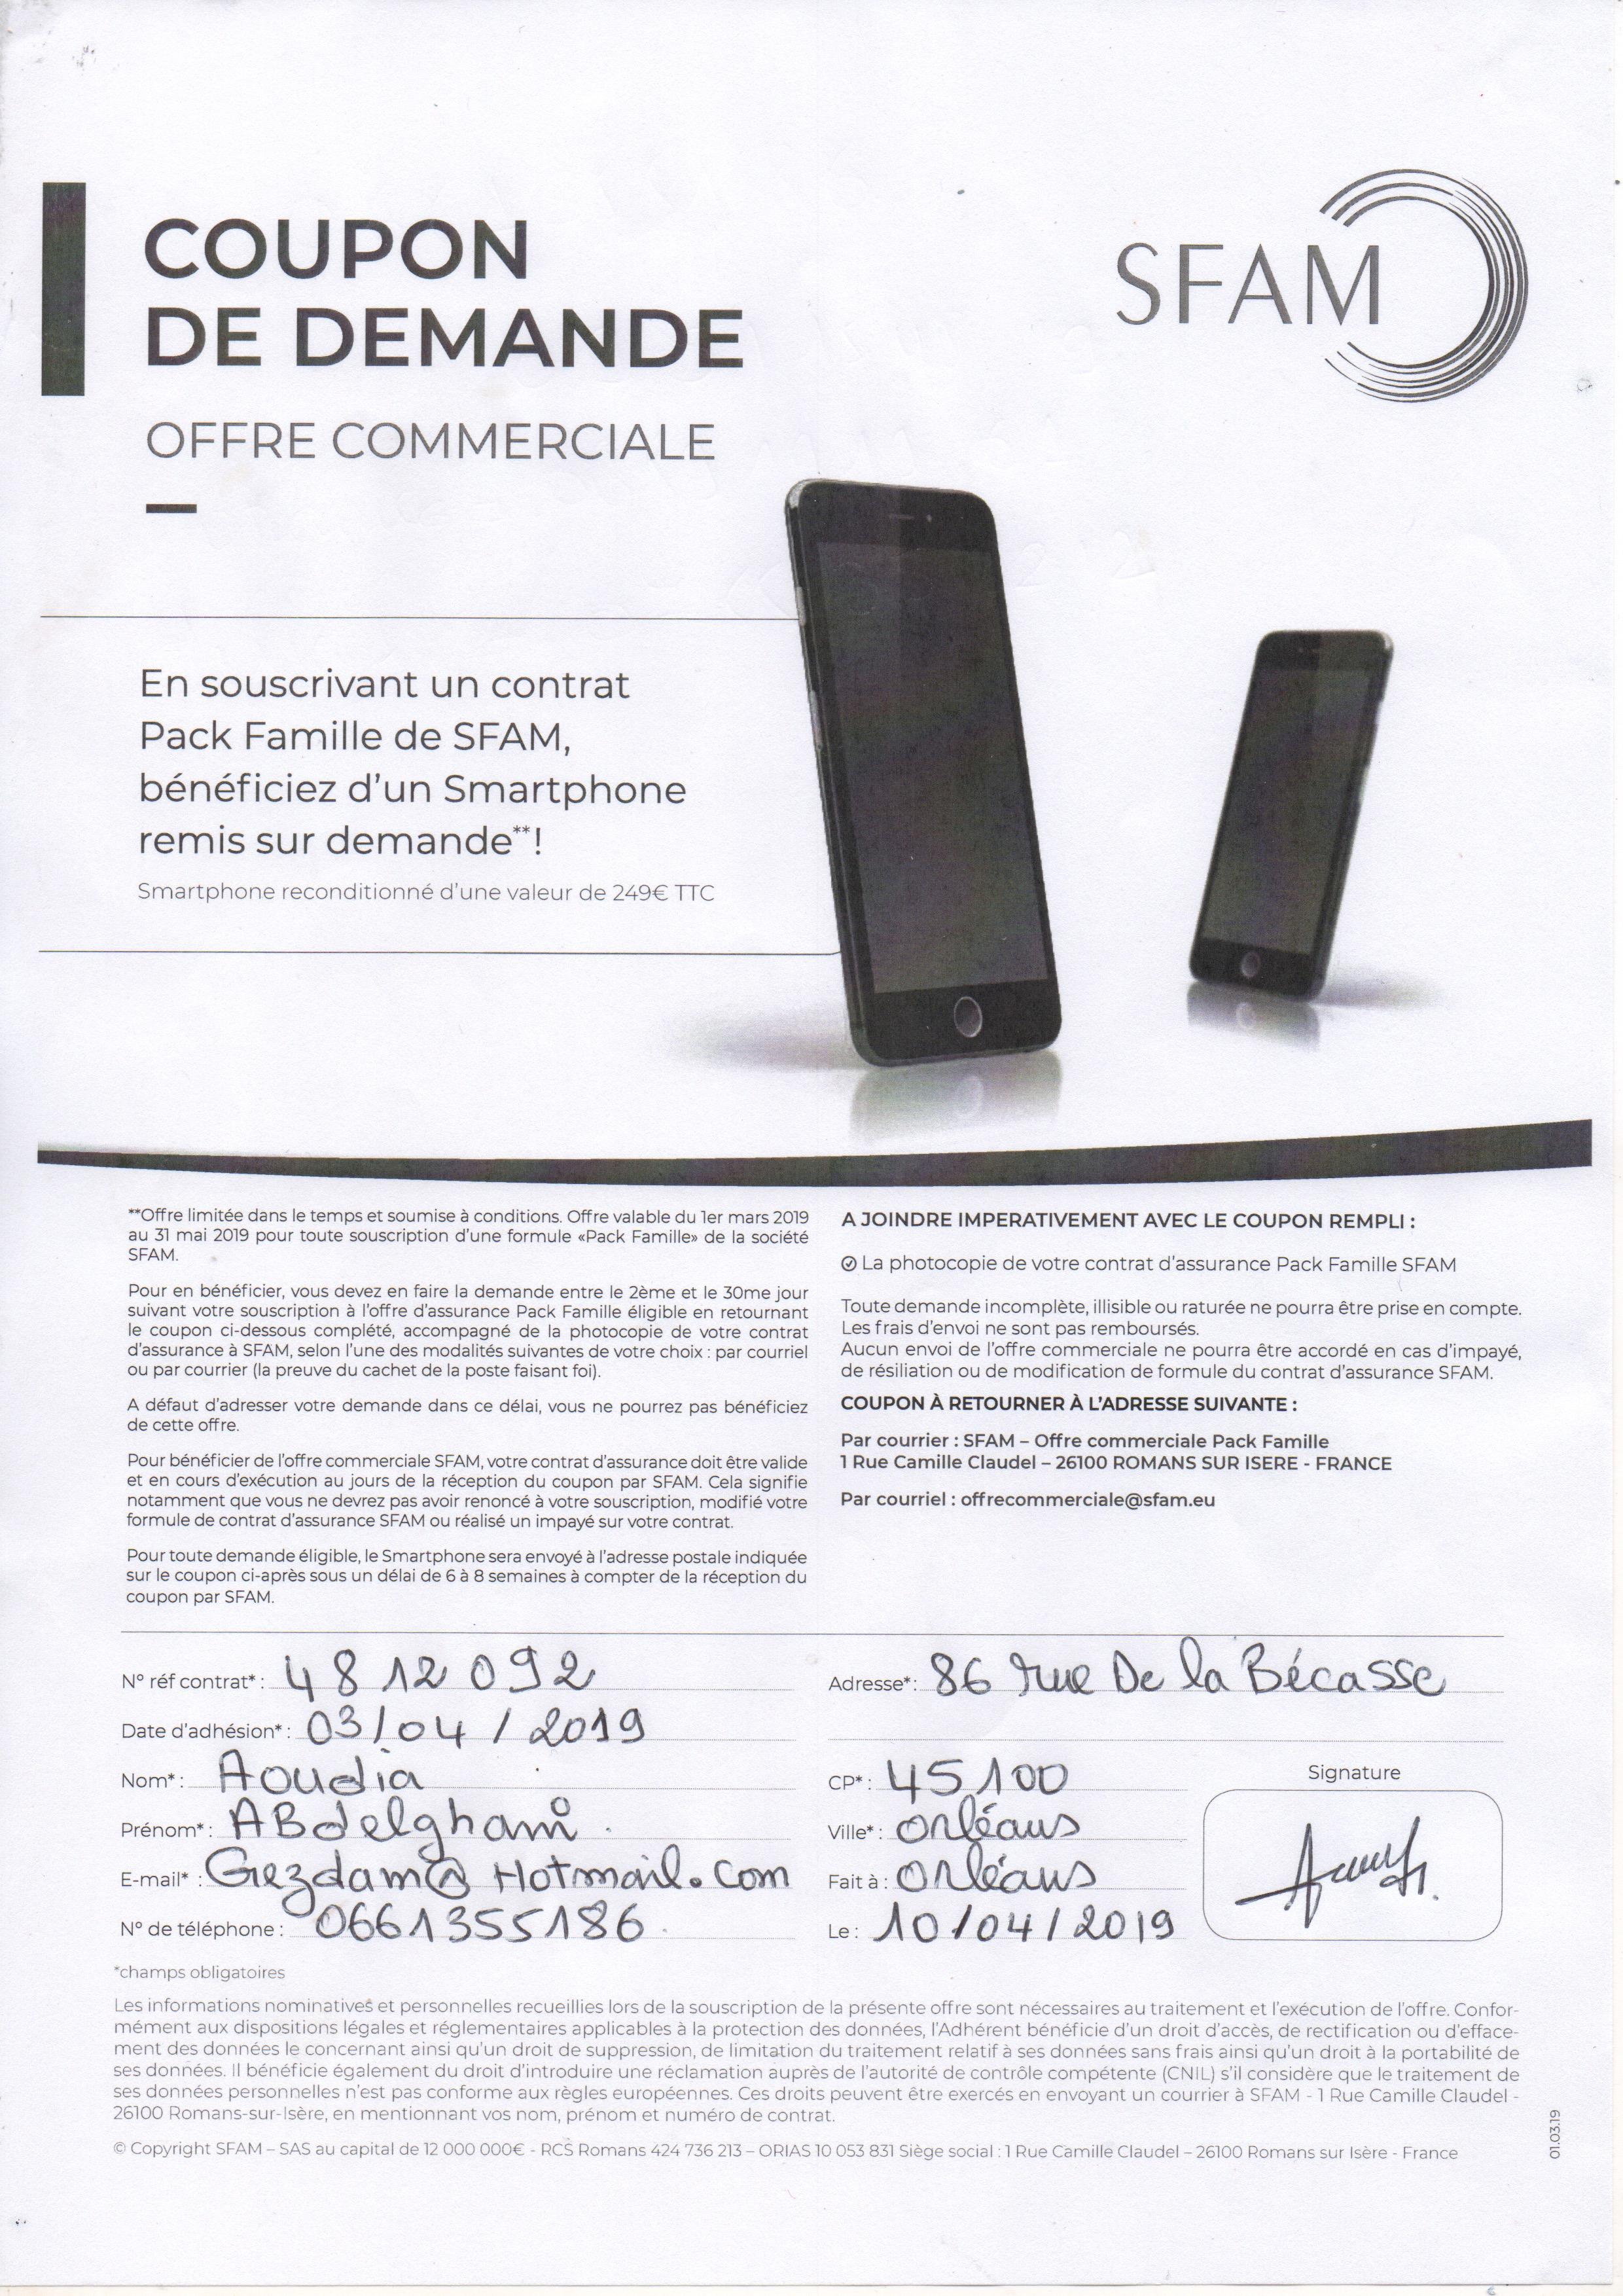 COUPON
DE DEMANDE
OFFRE COMMERCIALE
SFAM
En souscrivant un contrat
Pack Famille de SFAM,
bénéficiez d'un Smartphone
remis sur demande**!
Smartphone reconditionné d'une valeur de 249€ TTC
**Offre limitée dans le temps et soumise à conditions. Offre valable du 1er mars 2019
au 31 mai 2019 pour toute souscription d'une formule «Pack Famille» de la société
SFAM.
Pour en bénéficier, vous devez en faire la demande entre le 2ème et le 30me jour
suivant votre souscription à l'offre d'assurance Pack Famille éligible en retournant
le coupon ci-dessous complété, accompagné de la photocopie de votre contrat
d'assurance à SFAM, selon l'une des modalités suivantes de votre choix : par courriel
ou par courrier (la preuve du cachet de la poste faisant foi).
A défaut d'adresser votre demande dans ce délai, vous ne pourrez pas bénéficiez
de cette offre.
Pour bénéficier de l'offre commerciale SFAM, votre contrat d'assurance doit être valide
et en cours d'exécution au jours de la réception du coupon par SFAM. Cela signifie
notamment que vous ne devrez pas avoir renoncé à votre souscription, modifié votre
formule de contrat d'assurance SFAM ou réalisé un impayé sur votre contrat.
Pour toute demande éligible, le Smartphone sera envoyé à l'adresse postale indiquée
sur le coupon ci-après sous un délai de 6 à 8 semaines à compter de la réception du
coupon par SFAM.
A JOINDRE IMPERATIVEMENT AVEC LE COUPON REMPLI :
La photocopie de votre contrat d'assurance Pack Famille SFAM
Toute demande incomplète, illisible ou raturée ne pourra être prise en compte.
Les frais d'envoi ne sont pas remboursés.
Aucun envoi de l'offre commerciale ne pourra être accordé en cas d'impayé,
de résiliation ou de modification de formule du contrat d'assurance SFAM.
COUPON À RETOURNER À L'ADRESSE SUIVANTE :
Par courrier : SFAM – Offre commerciale Pack Famille
1 Rue Camille Claudel – 26100 ROMANS SUR ISERE - FRANCE
Par courriel : offrecommerciale@sfam.eu
N° réf contrat* : 48 12 092
Date d'adhésion* : 03/04/2019
Nom* : Aoudia
Prénom* : ABdelghani
E-mail* : Gezdam@Hotmail.com
N° de téléphone : 0661355186
Adresse* : 86 rue De la Bécasse
CP* : 45100
Ville* : Orléans
Fait à : Orléans
Le : 10/04/2019
Signature
*champs obligatoires
Les informations nominatives et personnelles recueillies lors de la souscription de la présente offre sont nécessaires au traitement et l'exécution de l'offre. Confor-
mément aux dispositions légales et réglementaires applicables à la protection des données, l'Adhérent bénéficie d'un droit d'accès, de rectification ou d'efface-
ment des données le concernant ainsi qu'un droit de suppression, de limitation du traitement relatif à ses données sans frais ainsi qu'un droit à la portabilité de
ses données. Il bénéficie également du droit d'introduire une réclamation auprès de l'autorité de contrôle compétente (CNIL) s'il considère que le traitement de
ses données personnelles n'est pas conforme aux règles européennes. Ces droits peuvent être exercés en envoyant un courrier à SFAM - 1 Rue Camille Claudel -
26100 Romans-sur-Isère, en mentionnant vos nom, prénom et numéro de contrat.
© Copyright SFAM – SAS au capital de 12 000 000€ - RCS Romans 424 736 213 – ORIAS 10 053 831 Siège social : 1 Rue Camille Claudel – 26100 Romans sur Isère - France
01.03.19